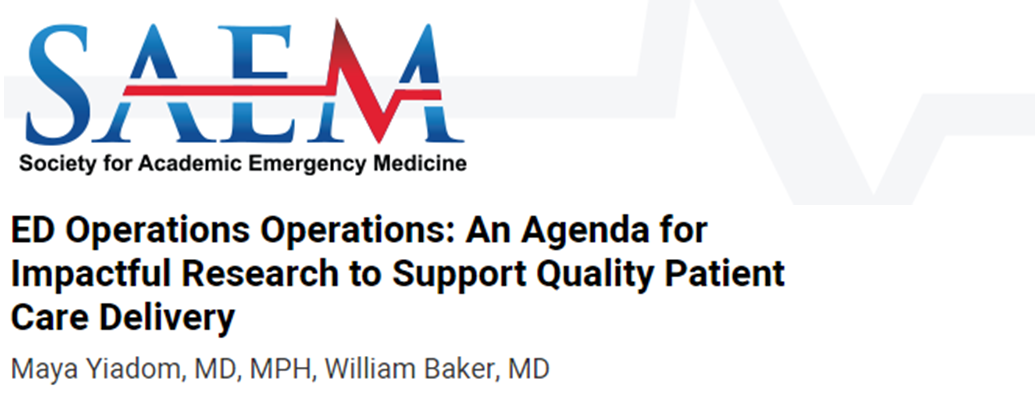 SAEM
Society for Academic Emergency Medicine
ED Operations Operations: An Agenda for
Impactful Research to Support Quality Patient
Care Delivery
Maya Yiadom, MD, MPH, William Baker, MD